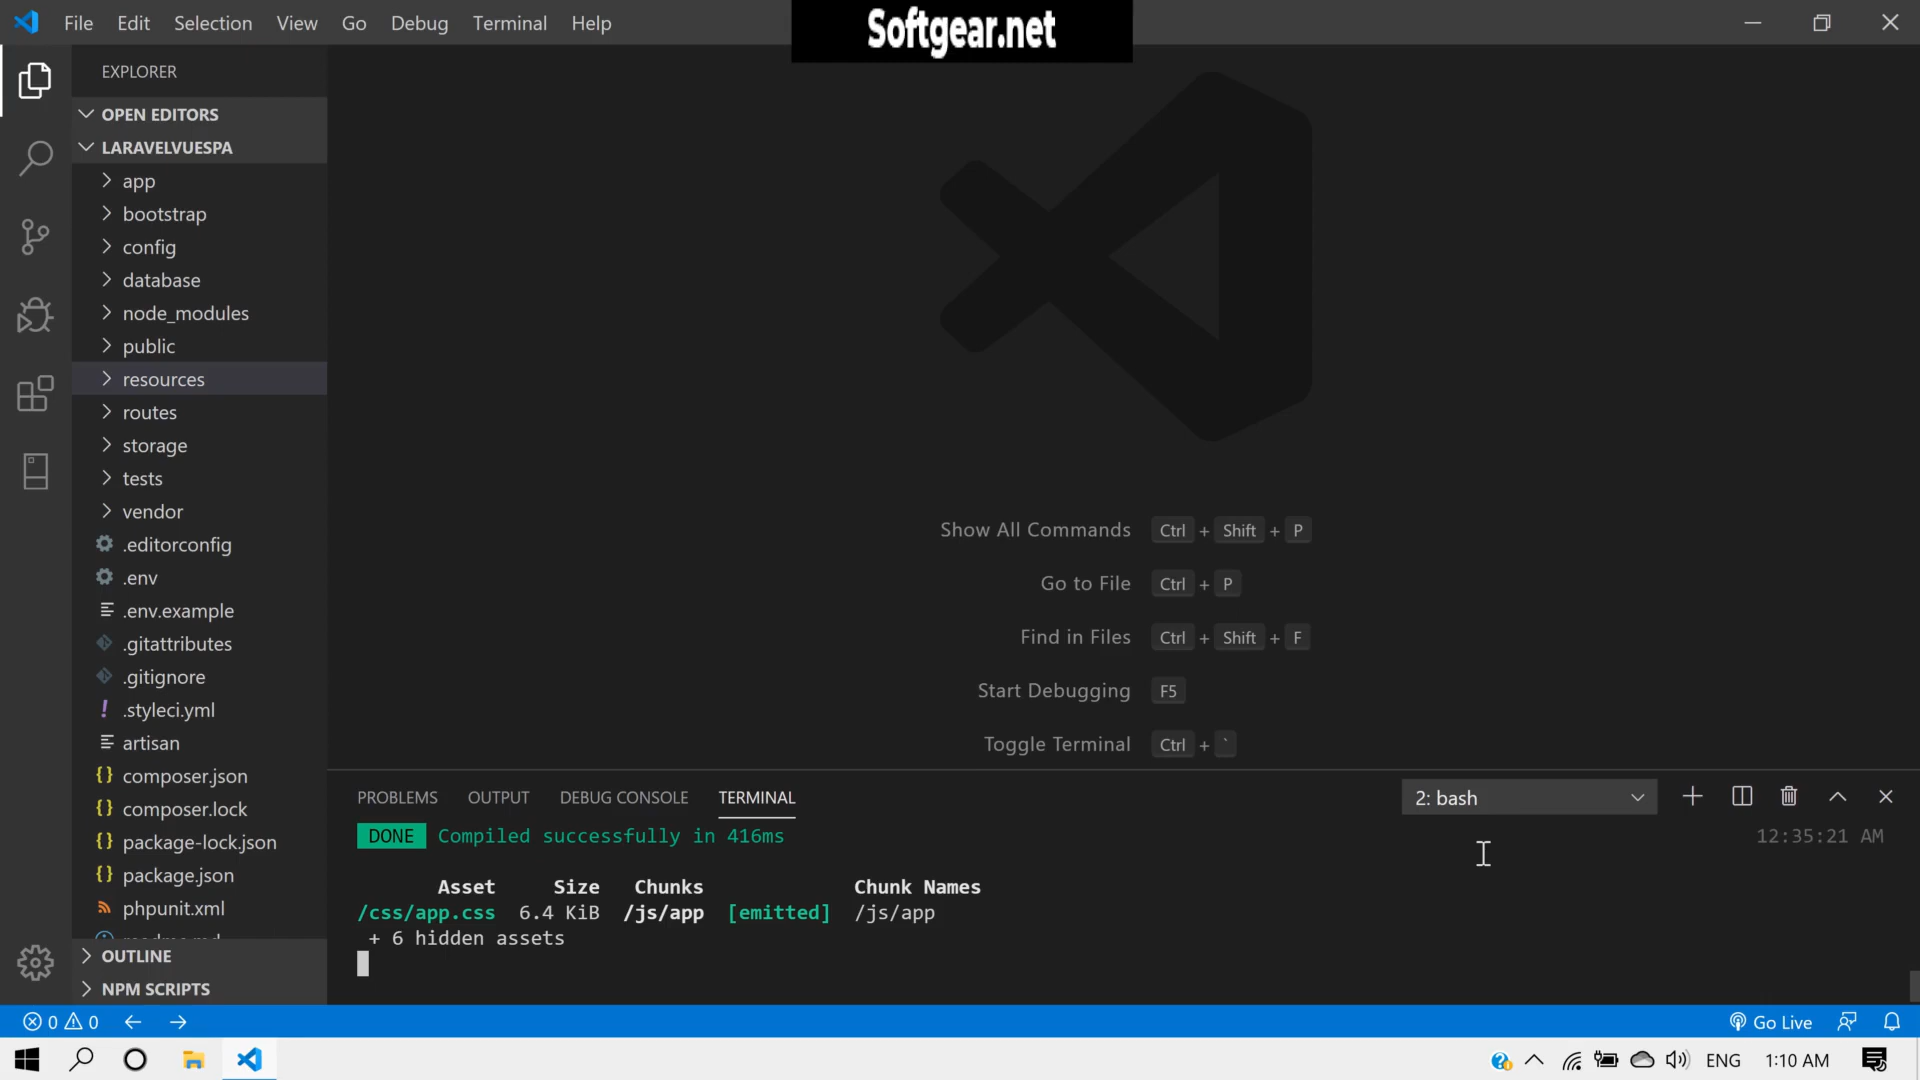 File Edit Selection View Go Debug Terminal Help
Softgear.net
EXPLORER
OPEN EDITORS
LARAVELVUESPA
app
bootstrap
config
database
node_modules
public
resources
routes
storage
tests
vendor
.editorconfig
.env
.env.example
.gitattributes
.gitignore
.styleci.yml
artisan
composer.json
composer.lock
package-lock.json
package.json
phpunit.xml
OUTLINE
NPM SCRIPTS
Show All Commands Ctrl + Shift + P
Go to File Ctrl + P
Find in Files Ctrl + Shift + F
Start Debugging F5
Toggle Terminal Ctrl + `
PROBLEMS OUTPUT DEBUG CONSOLE TERMINAL 2: bash
DONE Compiled successfully in 416ms 12:35:21 AM
Asset Size Chunks Chunk Names
/css/app.css 6.4 KiB /js/app [emitted] /js/app
+ 6 hidden assets
0 0 Go Live
ENG 1:10 AM